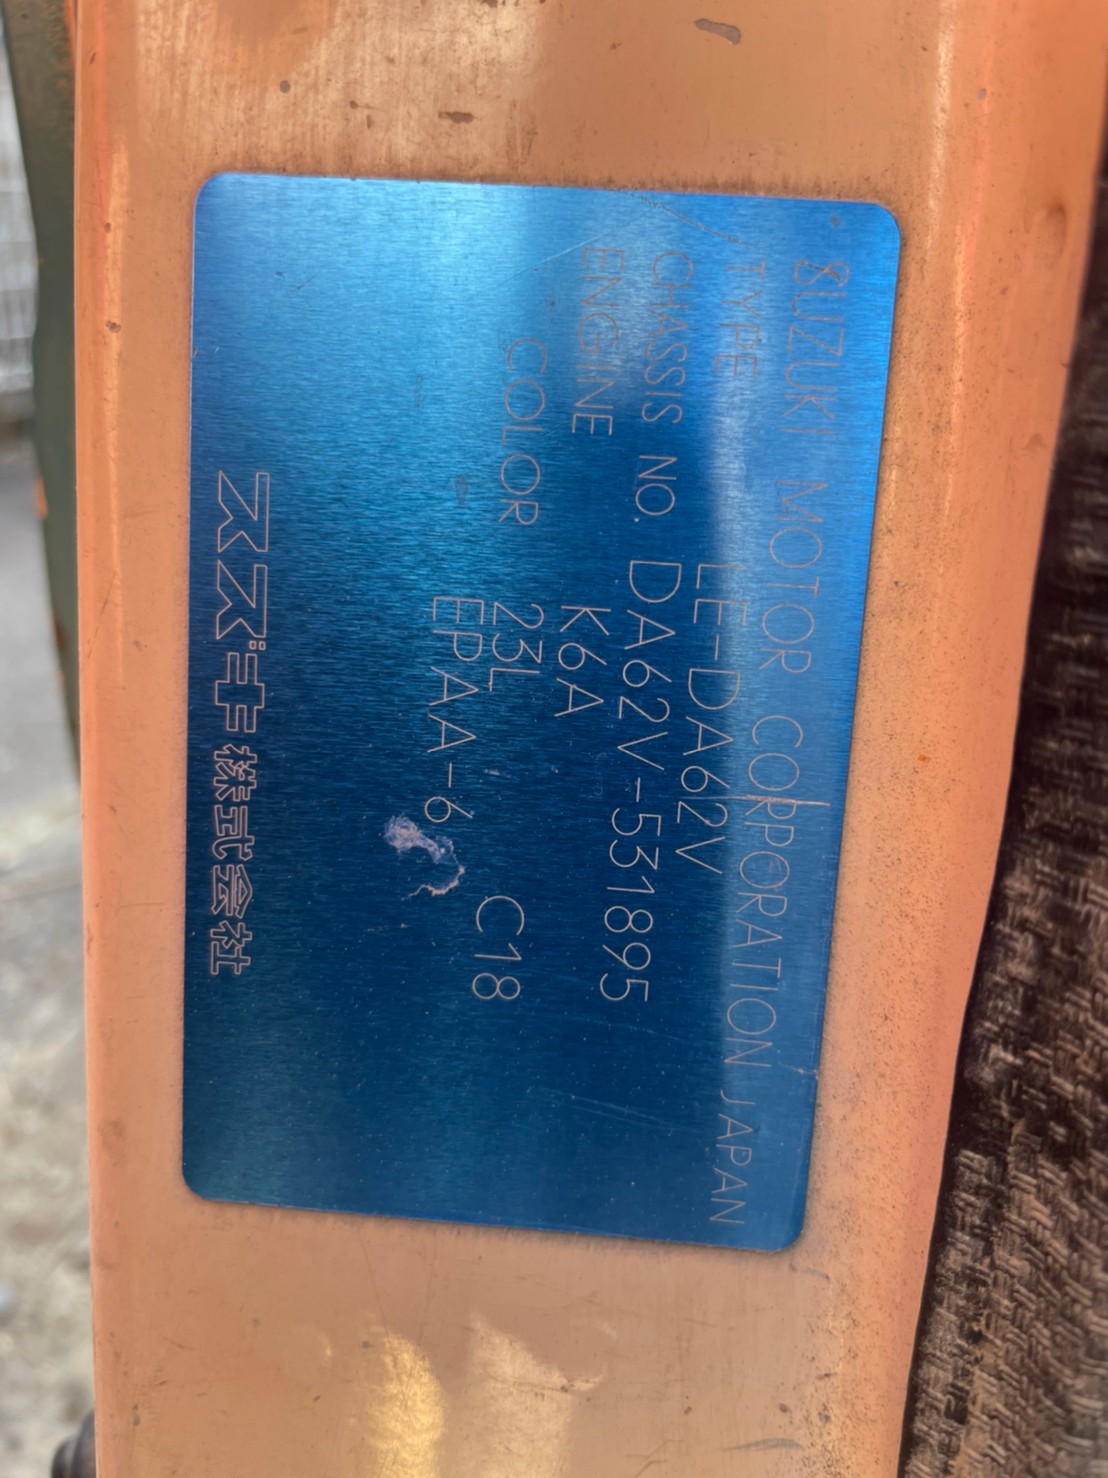 SUZUKI MOTOR CORPORATION JAPAN
TYPE LE-DA62V
CHASSIS NO. DA62V-531895
ENGINE K6A
COLOR 23L C18
EPAA-6
スズキ株式会社